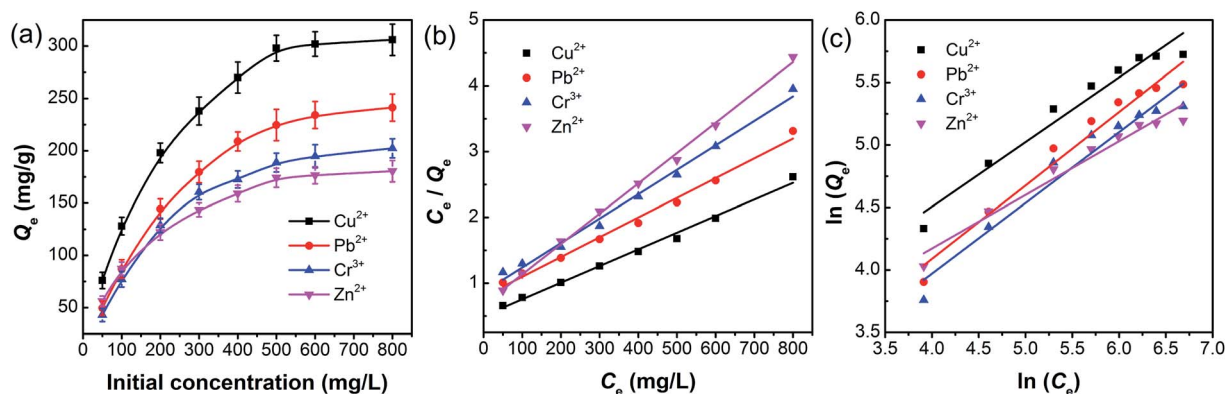 (a)
Qe (mg/g)
300
250
200
150
100
50
0 100 200 300 400 500 600 700 800
Initial concentration (mg/L)
Cu2+
Pb2+
Cr3+
Zn2+
(b)
Ce / Qe
5
4
3
2
1
0
0 100 200 300 400 500 600 700 800
Ce (mg/L)
Cu2+
Pb2+
Cr3+
Zn2+
(c)
ln (Qe)
6.0
5.5
5.0
4.5
4.0
3.5
3.5 4.0 4.5 5.0 5.5 6.0 6.5 7.0
ln (Ce)
Cu2+
Pb2+
Cr3+
Zn2+